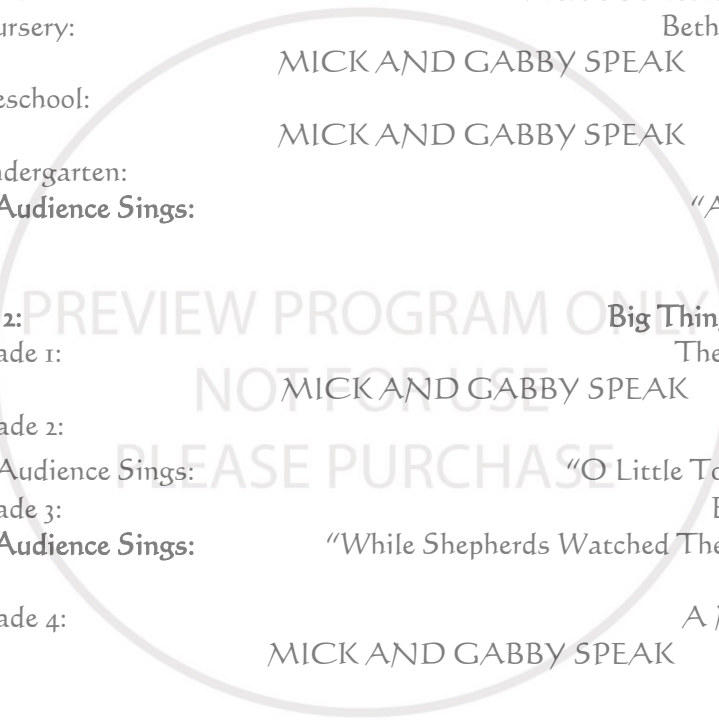 ursery: Beth
MICK AND GABBY SPEAK
eschool:
MICK AND GABBY SPEAK
ndergarten:
Audience Sings: "A
2: Big Thin
ade 1: The
MICK AND GABBY SPEAK
ade 2:
Audience Sings: "O Little To
ade 3:
Audience Sings: "While Shepherds Watched The
ade 4: A
MICK AND GABBY SPEAK
PREVIEW PROGRAM ONLY
NOT FOR USE
PLEASE PURCHASE